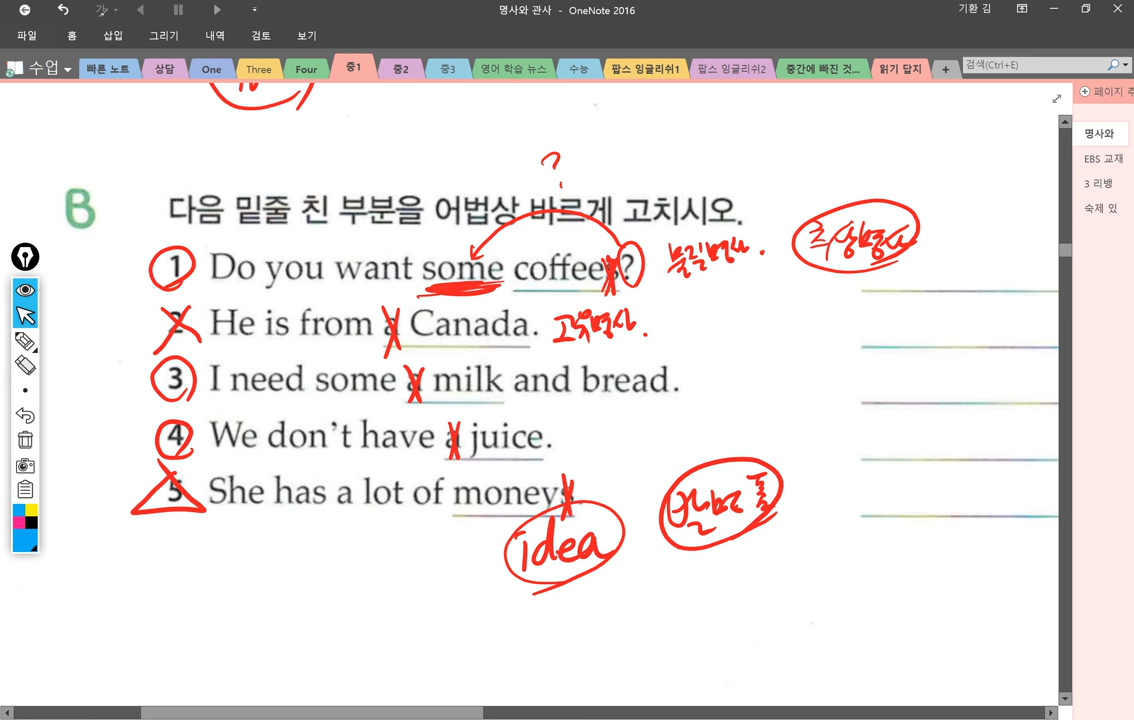 명사와 관사 - OneNote 2016
기환 김
파일 홈 삽입 그리기 내역 검토 보기
수업 빠른 노트 상담 One Three Four 중1 중2 중3 영어 학습 뉴스 수능 팝스 잉글리쉬1 팝스 잉글리쉬2 중간에 빠진 것... 읽기 답지 + 검색(Ctrl+E)
페이지 추
명사와
EBS 교재
3 리뱅
숙제 있
?
B 다음 밑줄 친 부분을 어법상 바르게 고치시오.
1 Do you want some coffees? 물질명사. 추상명사
2 He is from a Canada. 고유명사.
3 I need some a milk and bread.
4 We don't have a juice.
5 She has a lot of moneys
idea